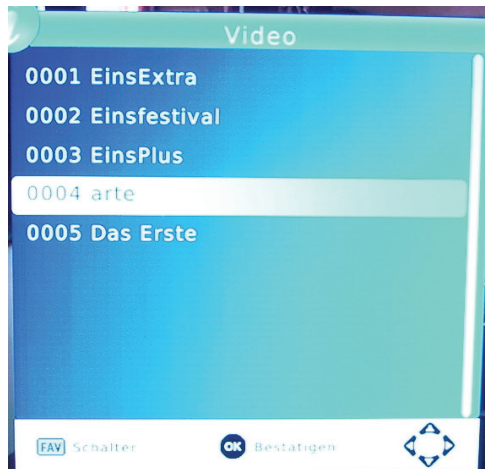 Video
0001 EinsExtra
0002 Einsfestival
0003 EinsPlus
0004 arte
0005 Das Erste
FAV Schalter OK Bestatigen